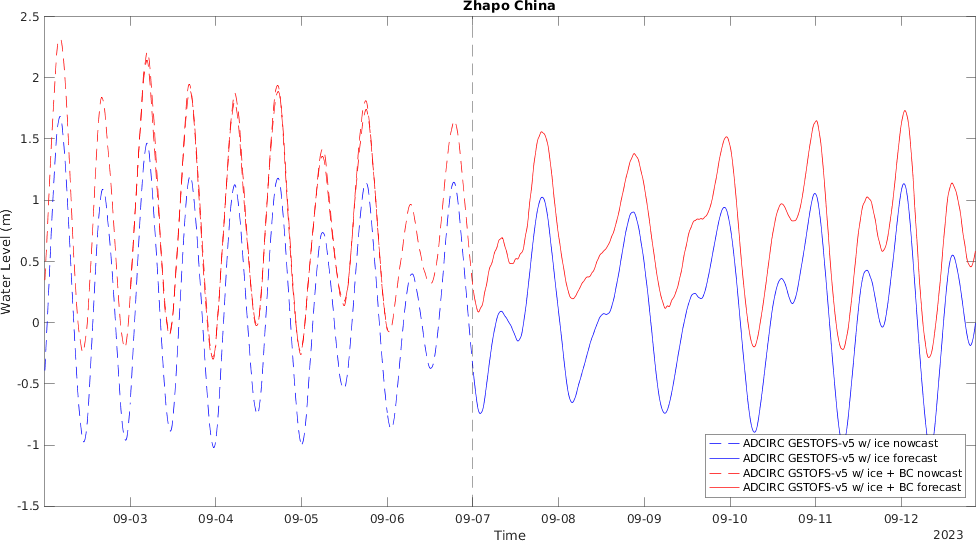 Zhapo China
2.5
2
1.5
1
0.5
0
-0.5
-1
-1.5
Water Level (m)
09-03 09-04 09-05 09-06 09-07 09-08 09-09 09-10 09-11 09-12
Time
2023
ADCIRC GESTOFS-v5 w/ ice nowcast
ADCIRC GESTOFS-v5 w/ ice forecast
ADCIRC GSTOFS-v5 w/ ice + BC nowcast
ADCIRC GSTOFS-v5 w/ ice + BC forecast